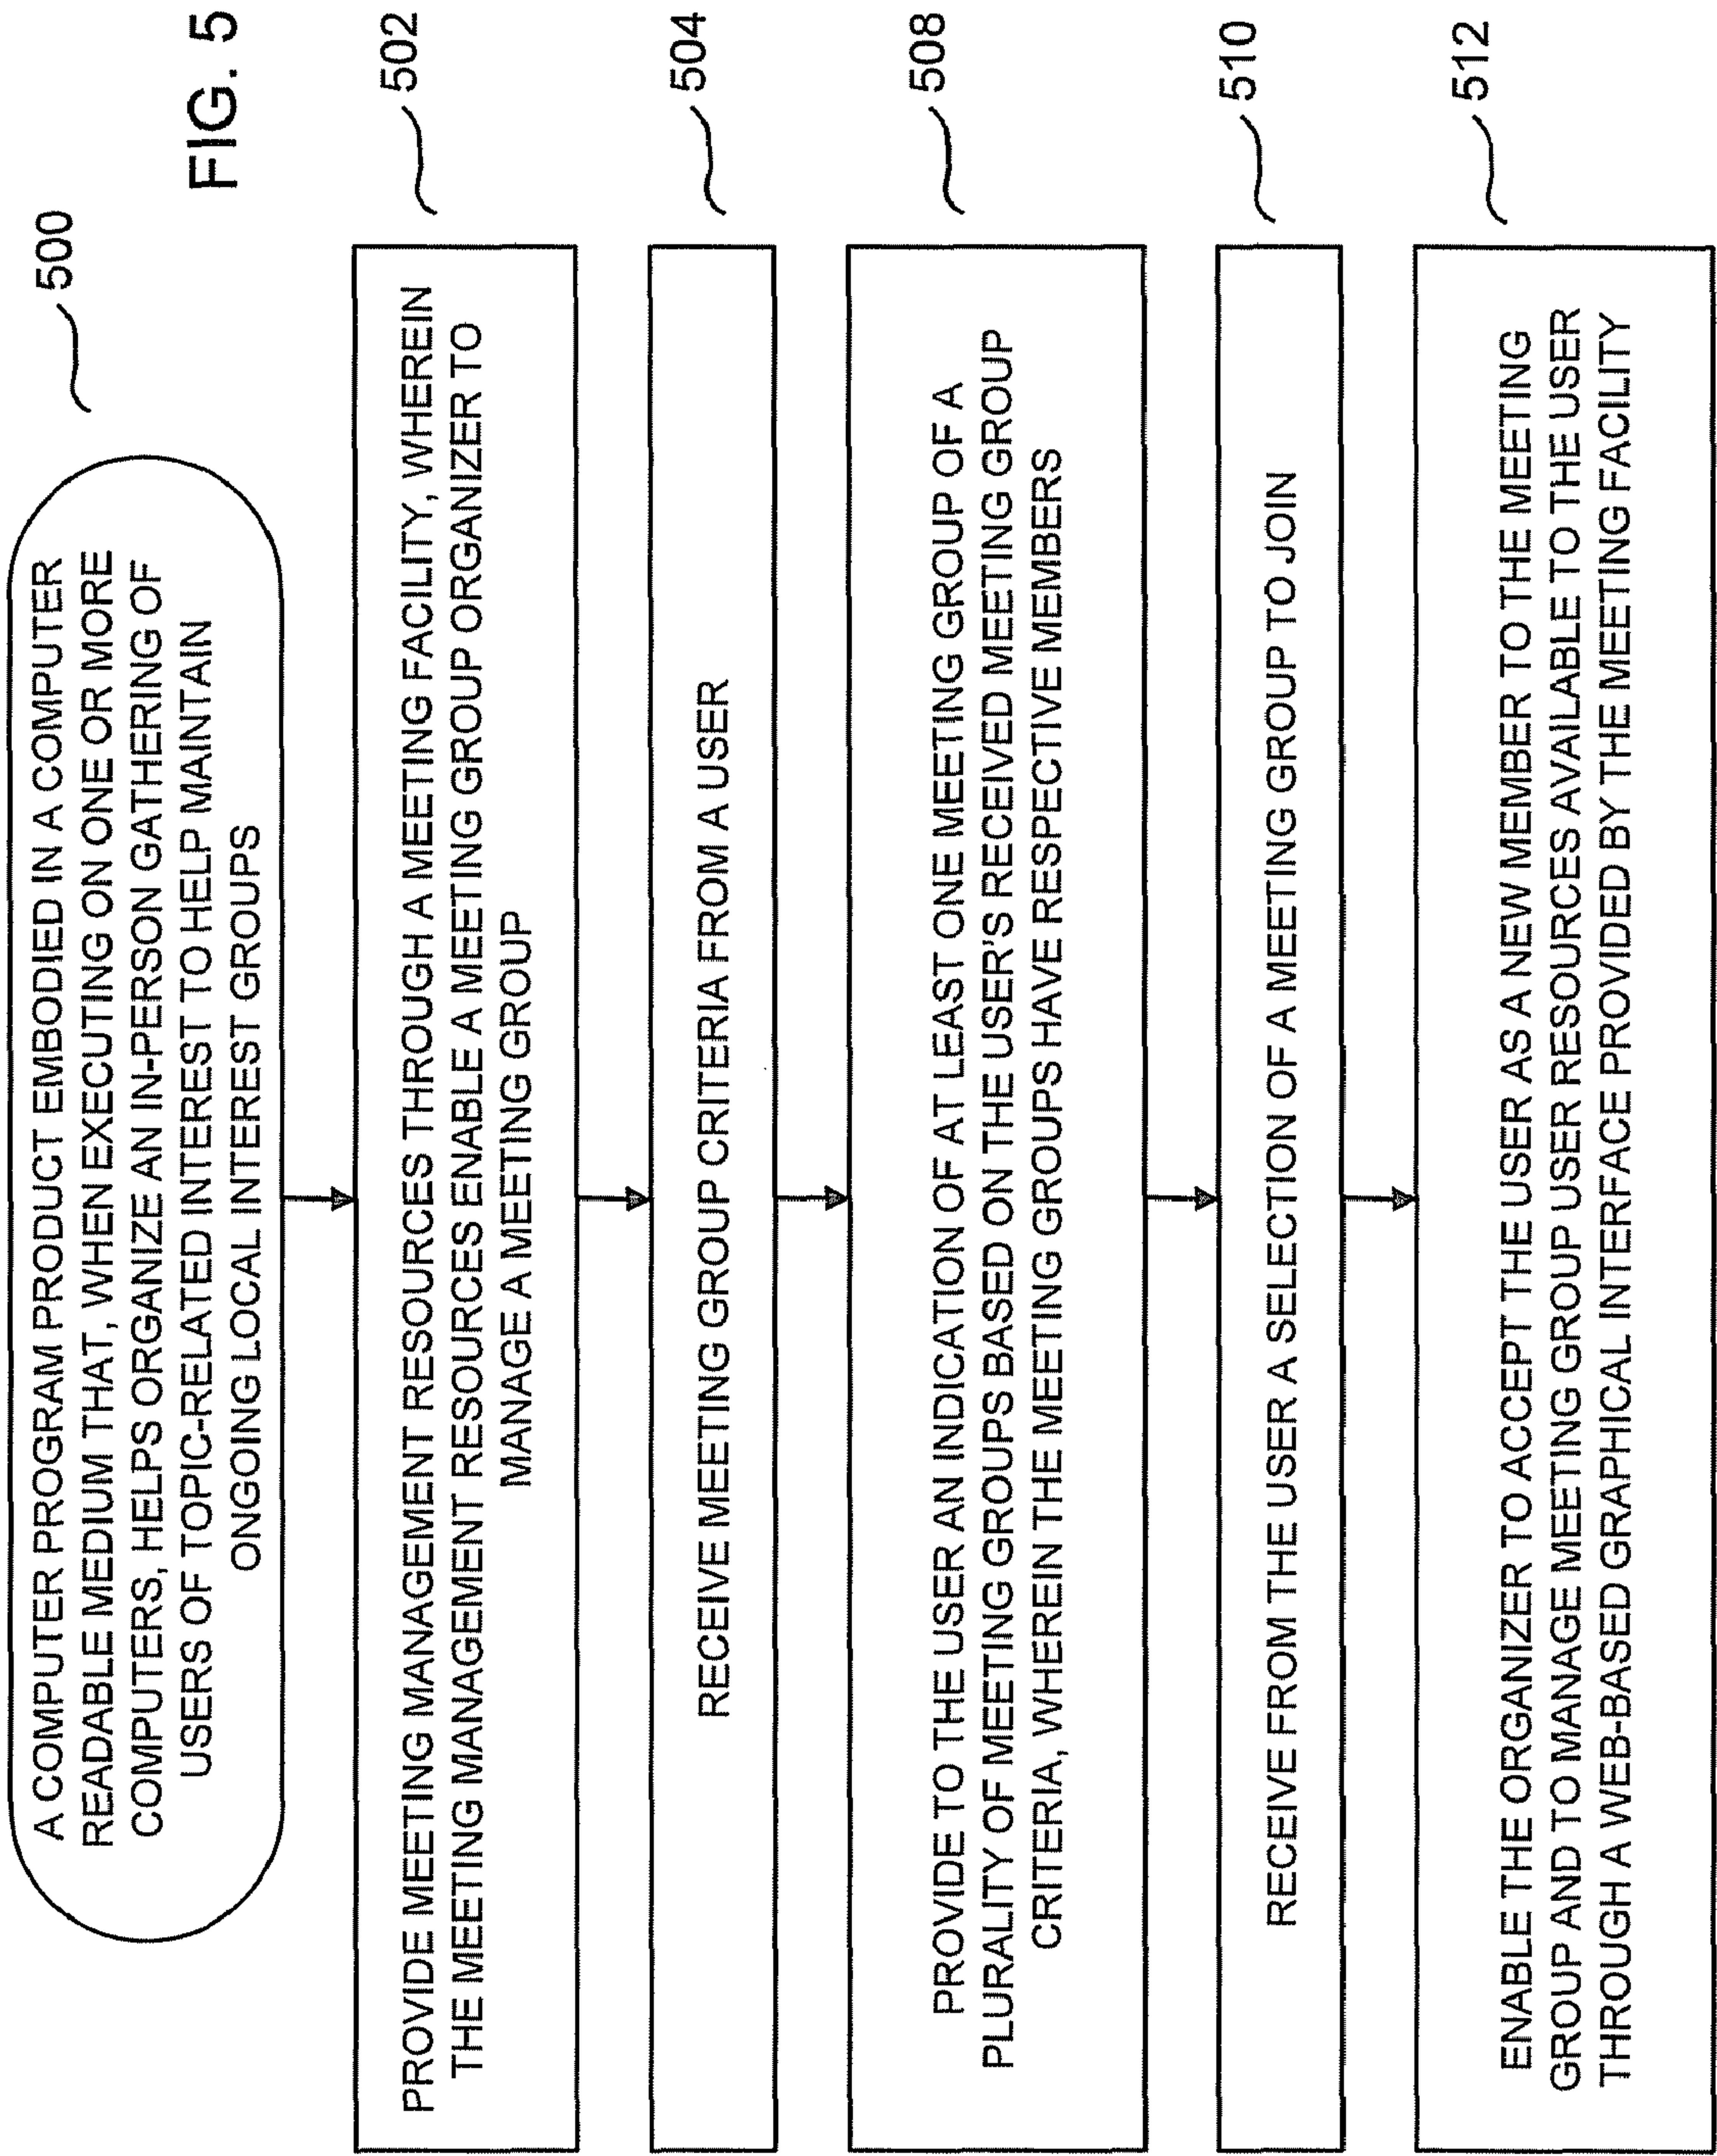 FIG. 5
500
A COMPUTER PROGRAM PRODUCT EMBODIED IN A COMPUTER
READABLE MEDIUM THAT, WHEN EXECUTING ON ONE OR MORE
COMPUTERS, HELPS ORGANIZE AN IN-PERSON GATHERING OF
USERS OF TOPIC-RELATED INTEREST TO HELP MAINTAIN
ONGOING LOCAL INTEREST GROUPS
502
PROVIDE MEETING MANAGEMENT RESOURCES THROUGH A MEETING FACILITY, WHEREIN
THE MEETING MANAGEMENT RESOURCES ENABLE A MEETING GROUP ORGANIZER TO
MANAGE A MEETING GROUP
504
RECEIVE MEETING GROUP CRITERIA FROM A USER
508
PROVIDE TO THE USER AN INDICATION OF AT LEAST ONE MEETING GROUP OF A
PLURALITY OF MEETING GROUPS BASED ON THE USER'S RECEIVED MEETING GROUP
CRITERIA, WHEREIN THE MEETING GROUPS HAVE RESPECTIVE MEMBERS
510
RECEIVE FROM THE USER A SELECTION OF A MEETING GROUP TO JOIN
512
ENABLE THE ORGANIZER TO ACCEPT THE USER AS A NEW MEMBER TO THE MEETING
GROUP AND TO MANAGE MEETING GROUP USER RESOURCES AVAILABLE TO THE USER
THROUGH A WEB-BASED GRAPHICAL INTERFACE PROVIDED BY THE MEETING FACILITY